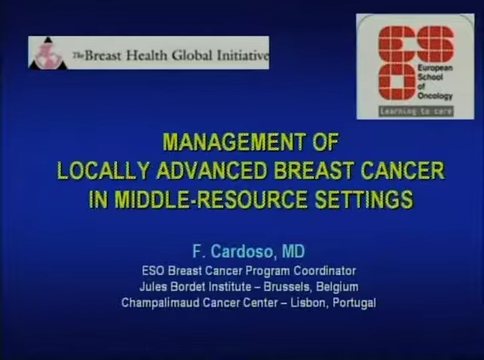 The Breast Health Global Initiative
ESO
European
School
of
Oncology
Learning to care
MANAGEMENT OF
LOCALLY ADVANCED BREAST CANCER
IN MIDDLE-RESOURCE SETTINGS
F. Cardoso, MD
ESO Breast Cancer Program Coordinator
Jules Bordet Institute – Brussels, Belgium
Champalimaud Cancer Center – Lisbon, Portugal